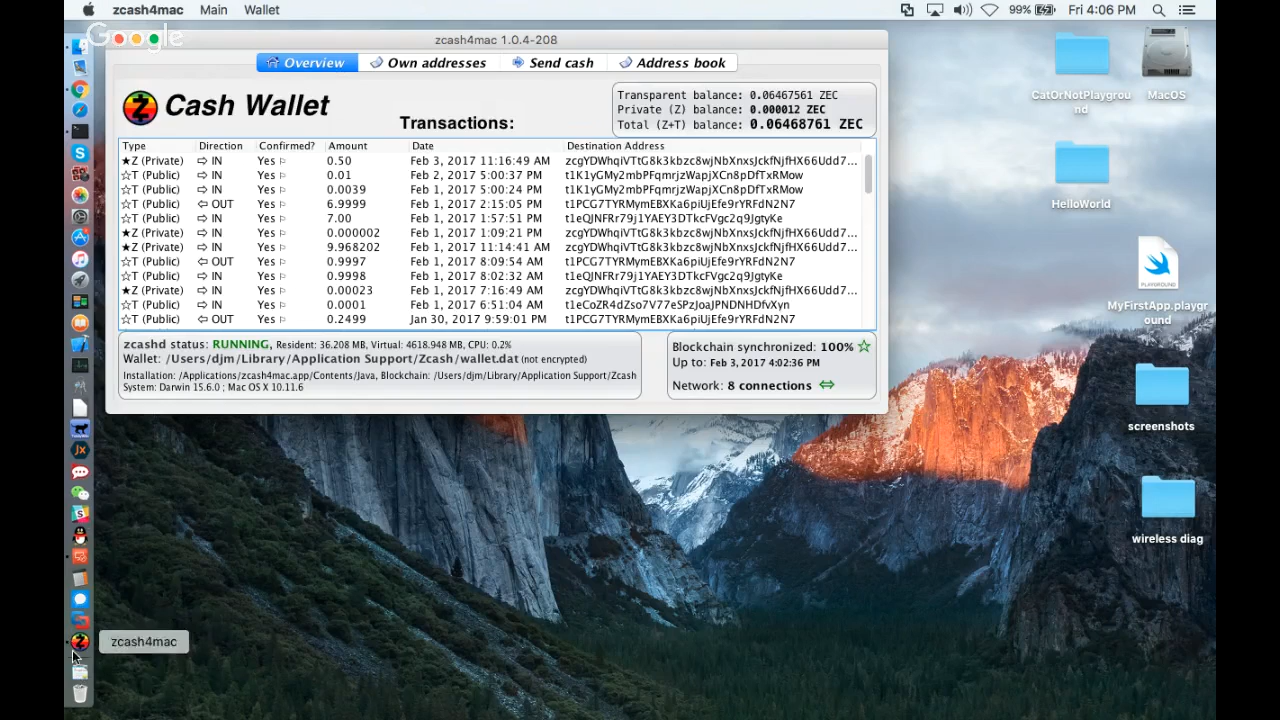 zcash4mac Main Wallet 99% Fri 4:06 PM
Google
zcash4mac 1.0.4-208
Overview Own addresses Send cash Address book
Cash Wallet
Transactions:
Transparent balance: 0.06467561 ZEC
Private (Z) balance: 0.000012 ZEC
Total (Z+T) balance: 0.06468761 ZEC
Type Direction Confirmed? Amount Date Destination Address
★Z (Private) ⇨ IN Yes ⚐ 0.50 Feb 3, 2017 11:16:49 AM zcgYDWhqiVTtG8k3kbzc8wjNbXnxsJckfNjfHX66Udd7...
☆T (Public) ⇨ IN Yes ⚐ 0.01 Feb 2, 2017 5:00:37 PM t1K1yGMy2mbPFqmrjzWapjXCn8pDfTxRMow
☆T (Public) ⇨ IN Yes ⚐ 0.0039 Feb 1, 2017 5:00:24 PM t1K1yGMy2mbPFqmrjzWapjXCn8pDfTxRMow
☆T (Public) ⇦ OUT Yes ⚐ 6.9999 Feb 1, 2017 2:15:05 PM t1PCG7TYRMymEBXKa6piUjEfe9rYRFdN2N7
☆T (Public) ⇨ IN Yes ⚐ 7.00 Feb 1, 2017 1:57:51 PM t1eQJNFRr79j1YAEY3DTkcFVgc2q9JgtyKe
★Z (Private) ⇨ IN Yes ⚐ 0.000002 Feb 1, 2017 1:09:21 PM zcgYDWhqiVTtG8k3kbzc8wjNbXnxsJckfNjfHX66Udd7...
★Z (Private) ⇨ IN Yes ⚐ 9.968202 Feb 1, 2017 11:14:41 AM zcgYDWhqiVTtG8k3kbzc8wjNbXnxsJckfNjfHX66Udd7...
☆T (Public) ⇦ OUT Yes ⚐ 0.9997 Feb 1, 2017 8:09:54 AM t1PCG7TYRMymEBXKa6piUjEfe9rYRFdN2N7
☆T (Public) ⇨ IN Yes ⚐ 0.9998 Feb 1, 2017 8:02:32 AM t1eQJNFRr79j1YAEY3DTkcFVgc2q9JgtyKe
★Z (Private) ⇨ IN Yes ⚐ 0.00023 Feb 1, 2017 7:16:49 AM zcgYDWhqiVTtG8k3kbzc8wjNbXnxsJckfNjfHX66Udd7...
☆T (Public) ⇨ IN Yes ⚐ 0.0001 Feb 1, 2017 6:51:04 AM t1eCoZR4dZso7V77eSPzJoaJPNDNHDfvXyn
☆T (Public) ⇦ OUT Yes ⚐ 0.2499 Jan 30, 2017 9:59:01 PM t1PCG7TYRMymEBXKa6piUjEfe9rYRFdN2N7
zcashd status: RUNNING, Resident: 36.208 MB, Virtual: 4618.948 MB, CPU: 0.2%
Wallet: /Users/djm/Library/Application Support/Zcash/wallet.dat (not encrypted)
Installation: /Applications/zcash4mac.app/Contents/Java, Blockchain: /Users/djm/Library/Application Support/Zcash
System: Darwin 15.6.0 ; Mac OS X 10.11.6
Blockchain synchronized: 100% ☆
Up to: Feb 3, 2017 4:02:36 PM
Network: 8 connections ⇔
CatOrNotPlaygrou
nd
MacOS
HelloWorld
PLAYGROUND
MyFirstApp.playgr
ound
screenshots
wireless diag
zcash4mac